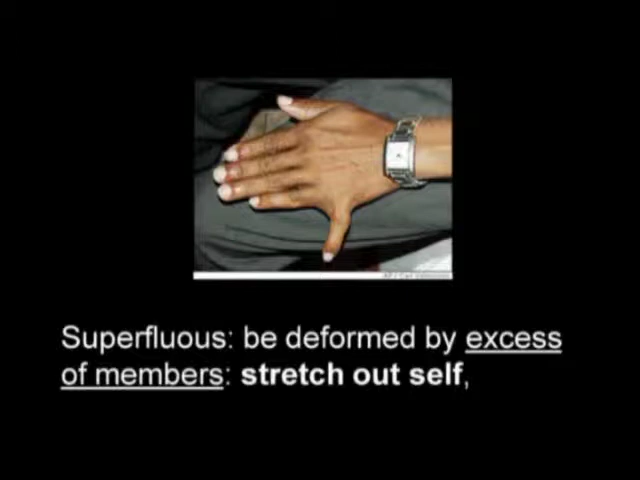 Superfluous: be deformed by excess
of members: stretch out self,